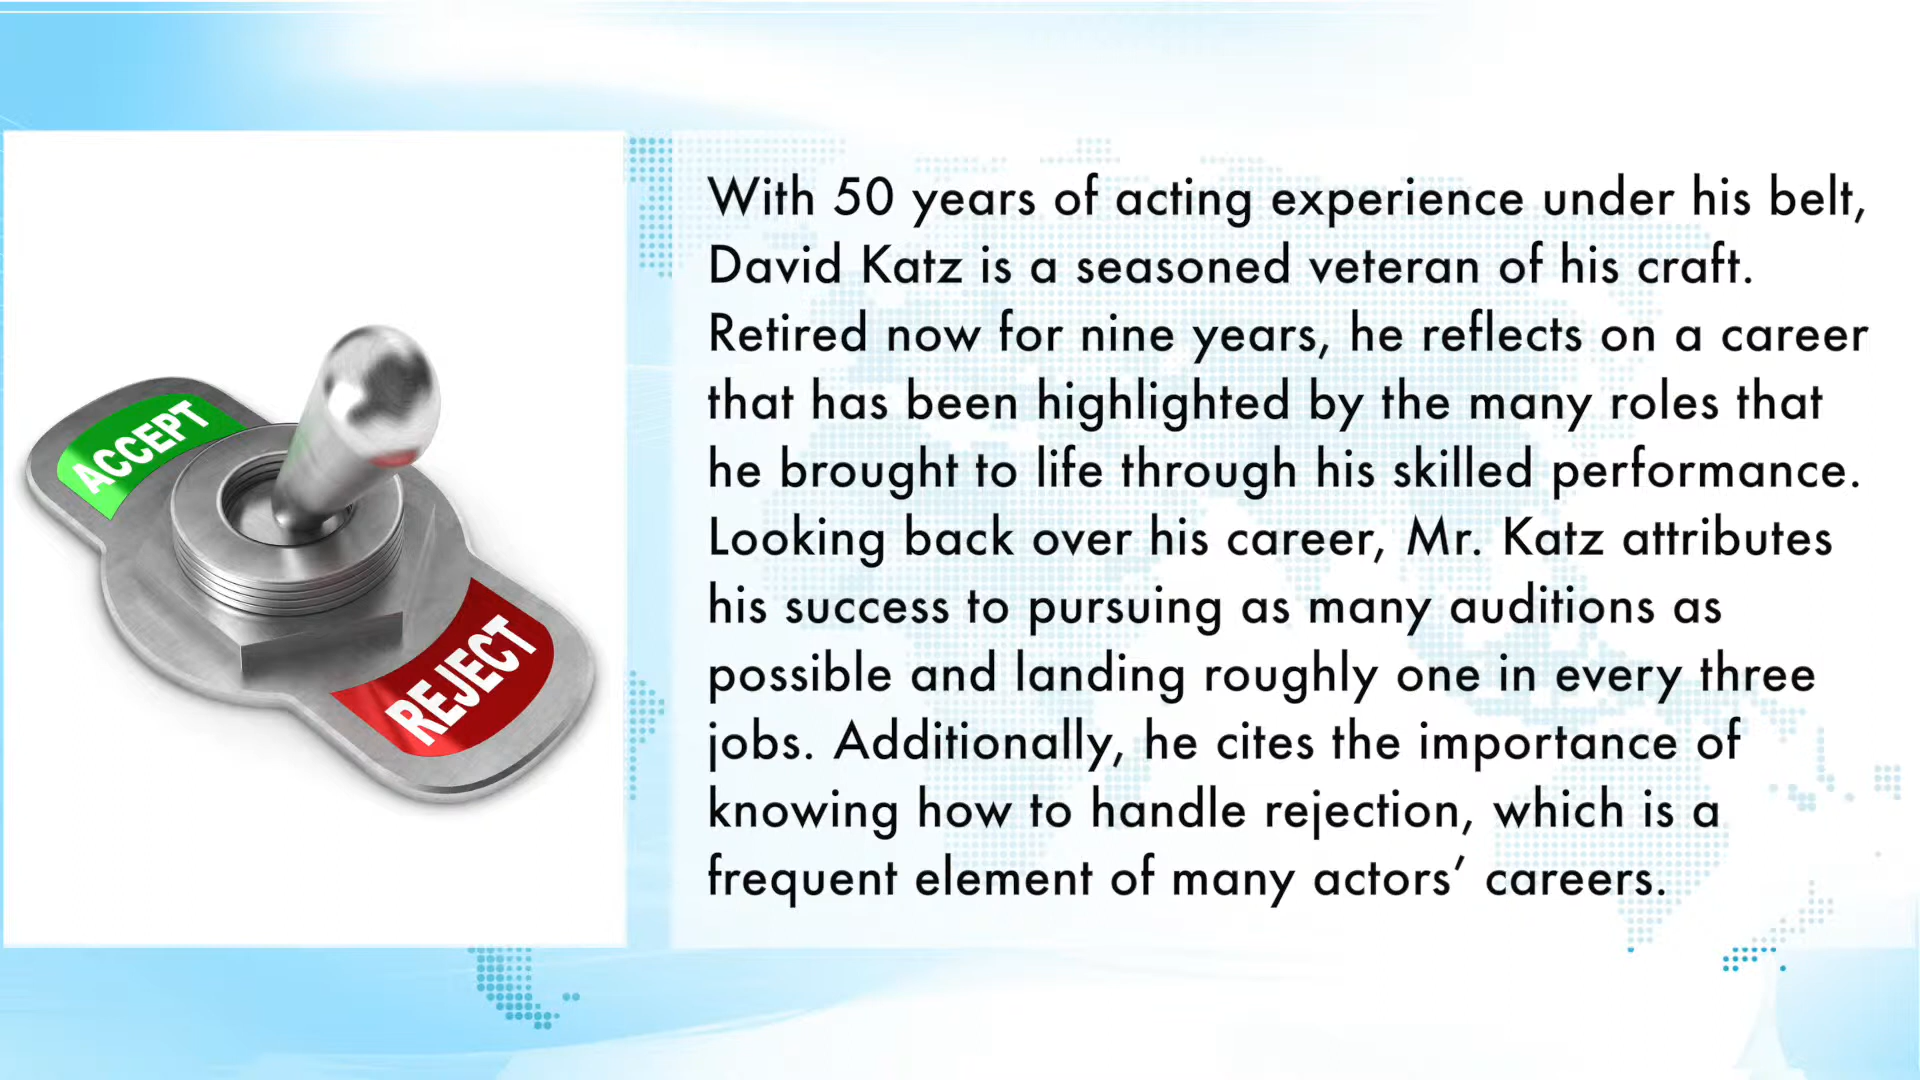 ACCEPT
REJECT
With 50 years of acting experience under his belt,
David Katz is a seasoned veteran of his craft.
Retired now for nine years, he reflects on a career
that has been highlighted by the many roles that
he brought to life through his skilled performance.
Looking back over his career, Mr. Katz attributes
his success to pursuing as many auditions as
possible and landing roughly one in every three
jobs. Additionally, he cites the importance of
knowing how to handle rejection, which is a
frequent element of many actors’ careers.